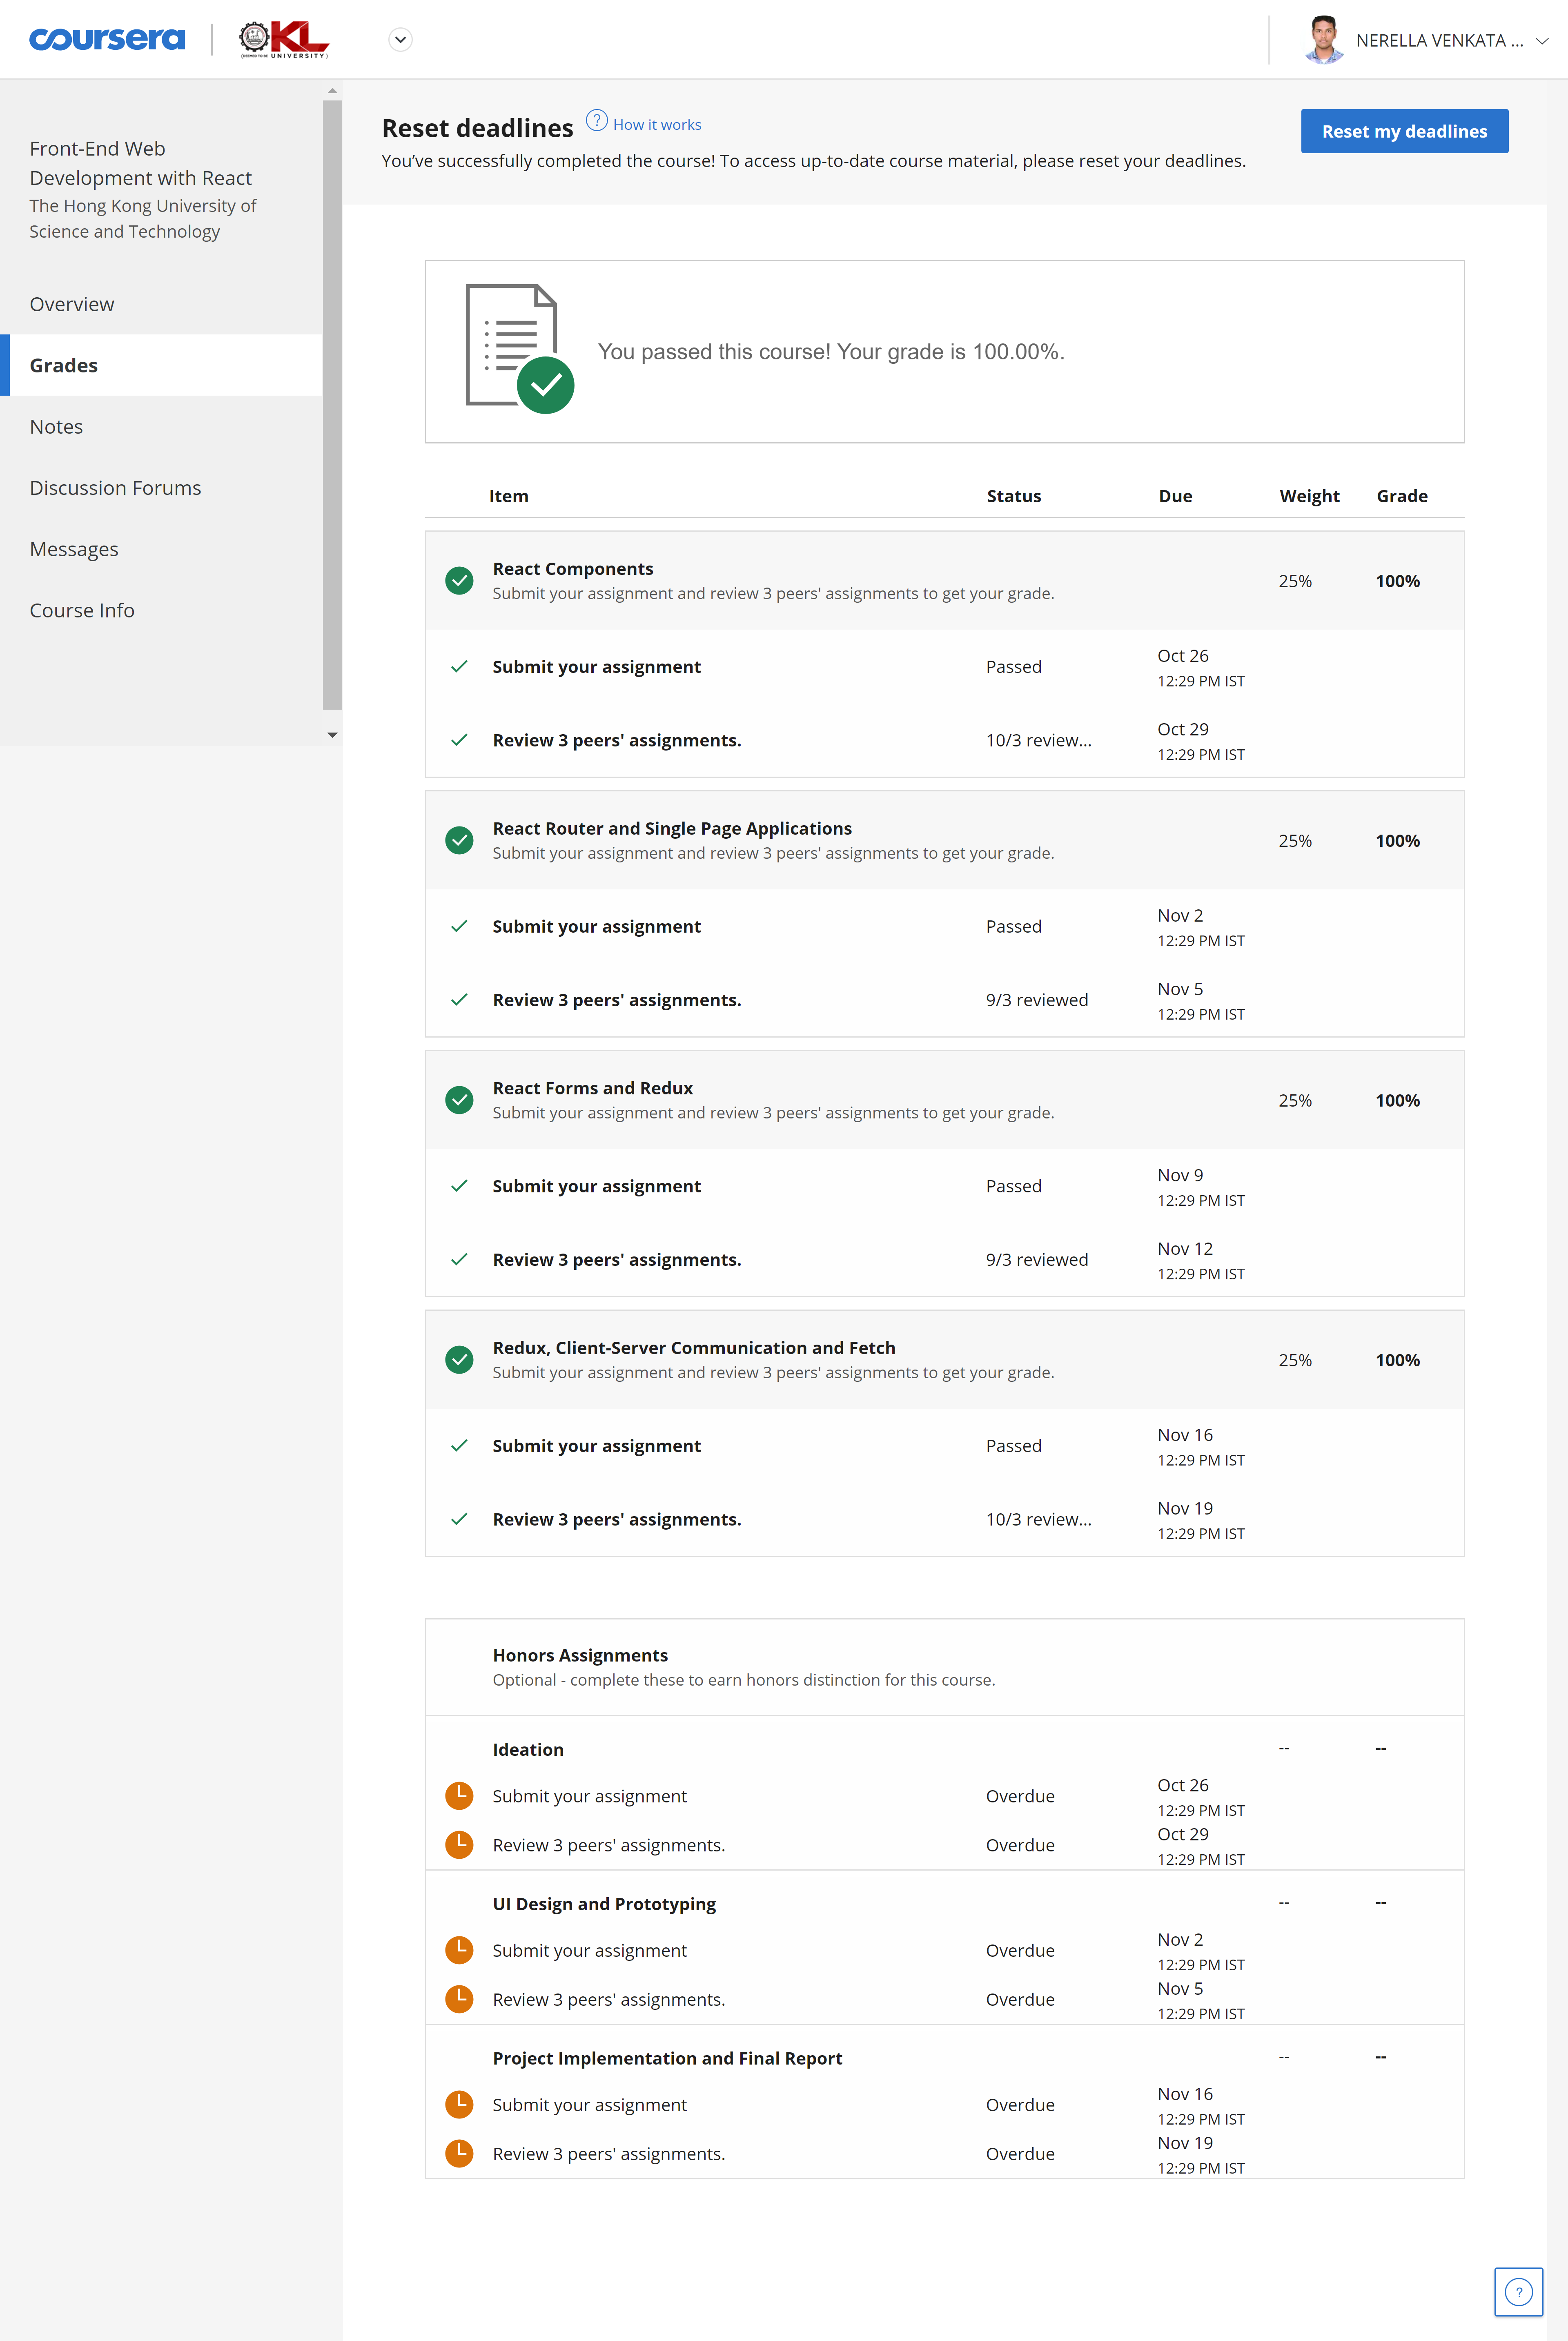 coursera
KL
(DEEMED TO BE UNIVERSITY)
NERELLA VENKATA ...
Front-End Web
Development with React
The Hong Kong University of
Science and Technology
Overview
Grades
Notes
Discussion Forums
Messages
Course Info
Reset deadlines ? How it works
You've successfully completed the course! To access up-to-date course material, please reset your deadlines.
Reset my deadlines
You passed this course! Your grade is 100.00%.
Item Status Due Weight Grade
React Components
Submit your assignment and review 3 peers' assignments to get your grade.
25% 100%
Submit your assignment Passed Oct 26
12:29 PM IST
Review 3 peers' assignments. 10/3 review... Oct 29
12:29 PM IST
React Router and Single Page Applications
Submit your assignment and review 3 peers' assignments to get your grade.
25% 100%
Submit your assignment Passed Nov 2
12:29 PM IST
Review 3 peers' assignments. 9/3 reviewed Nov 5
12:29 PM IST
React Forms and Redux
Submit your assignment and review 3 peers' assignments to get your grade.
25% 100%
Submit your assignment Passed Nov 9
12:29 PM IST
Review 3 peers' assignments. 9/3 reviewed Nov 12
12:29 PM IST
Redux, Client-Server Communication and Fetch
Submit your assignment and review 3 peers' assignments to get your grade.
25% 100%
Submit your assignment Passed Nov 16
12:29 PM IST
Review 3 peers' assignments. 10/3 review... Nov 19
12:29 PM IST
Honors Assignments
Optional - complete these to earn honors distinction for this course.
Ideation -- --
Submit your assignment Overdue Oct 26
12:29 PM IST
Review 3 peers' assignments. Overdue Oct 29
12:29 PM IST
UI Design and Prototyping -- --
Submit your assignment Overdue Nov 2
12:29 PM IST
Review 3 peers' assignments. Overdue Nov 5
12:29 PM IST
Project Implementation and Final Report -- --
Submit your assignment Overdue Nov 16
12:29 PM IST
Review 3 peers' assignments. Overdue Nov 19
12:29 PM IST
?